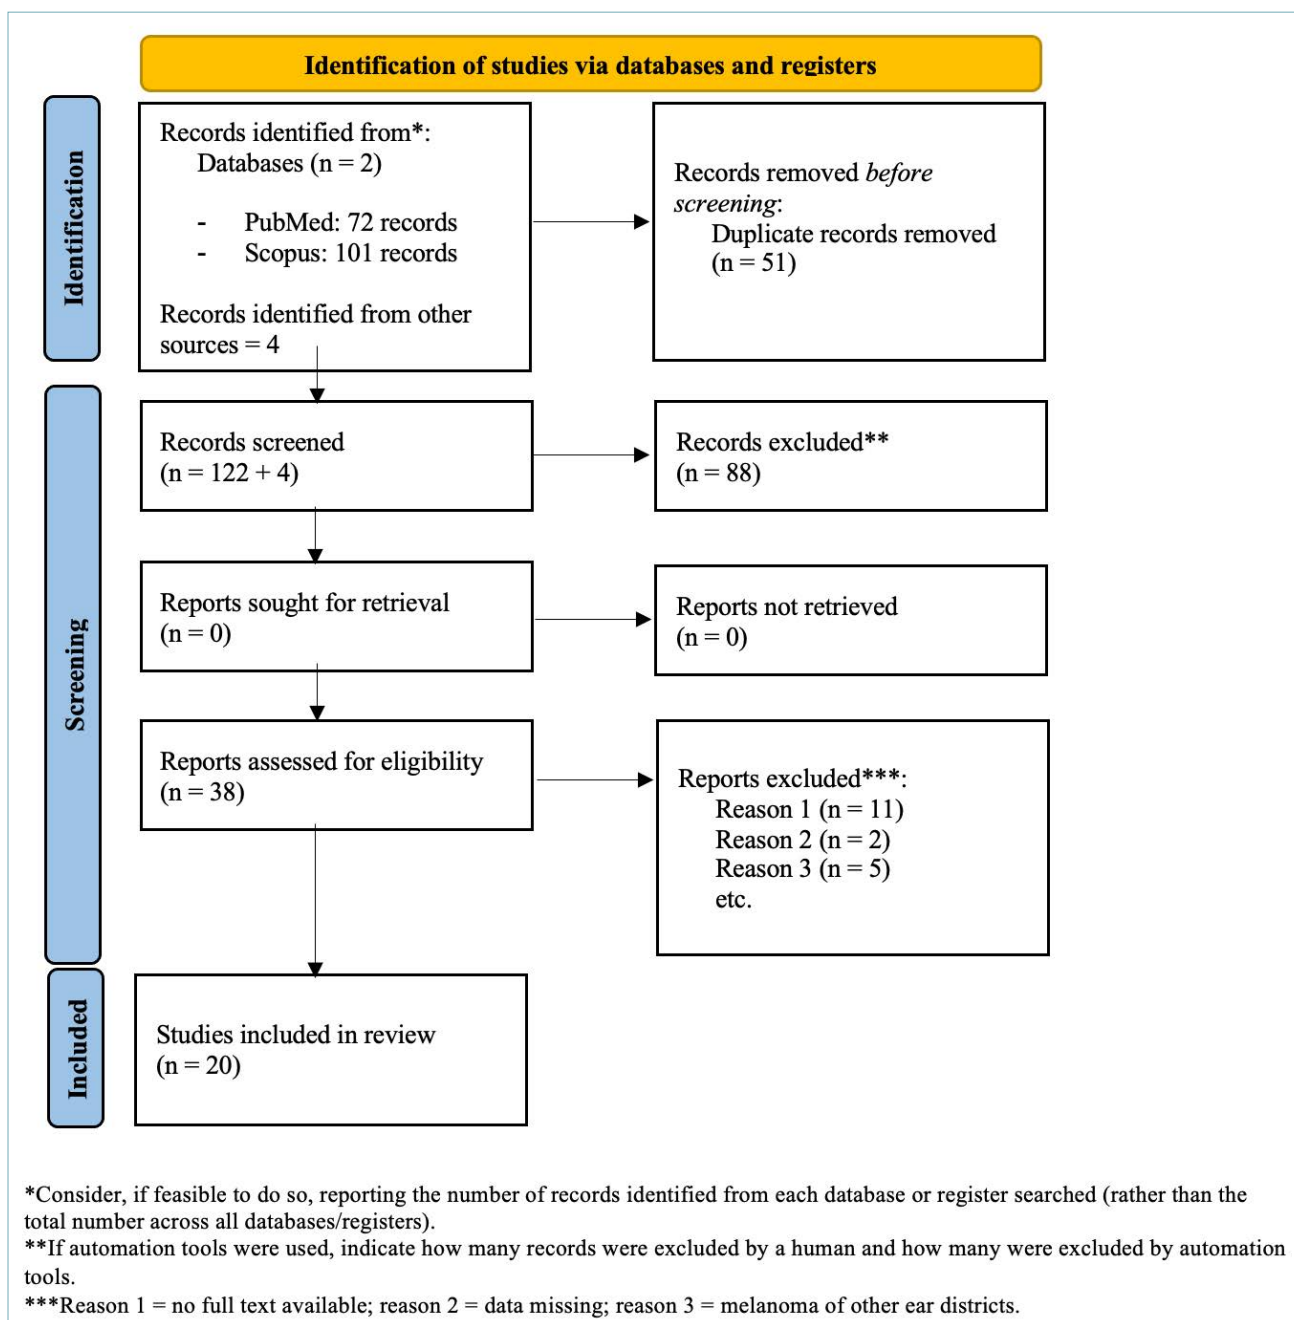 Identification of studies via databases and registers
Identification
Records identified from*:
Databases (n = 2)
- PubMed: 72 records
- Scopus: 101 records
Records identified from other
sources = 4
Records removed before
screening:
Duplicate records removed
(n = 51)
Screening
Records screened
(n = 122 + 4)
Records excluded**
(n = 88)
Reports sought for retrieval
(n = 0)
Reports not retrieved
(n = 0)
Reports assessed for eligibility
(n = 38)
Reports excluded***:
Reason 1 (n = 11)
Reason 2 (n = 2)
Reason 3 (n = 5)
etc.
Included
Studies included in review
(n = 20)
*Consider, if feasible to do so, reporting the number of records identified from each database or register searched (rather than the
total number across all databases/registers).
**If automation tools were used, indicate how many records were excluded by a human and how many were excluded by automation
tools.
***Reason 1 = no full text available; reason 2 = data missing; reason 3 = melanoma of other ear districts.